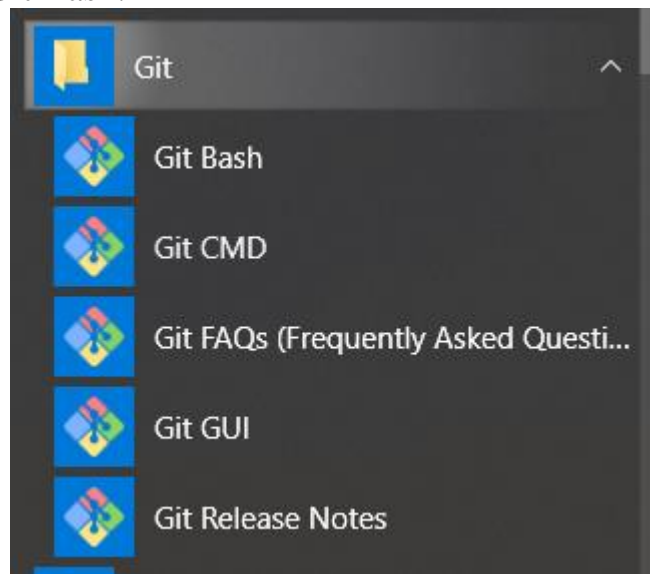 Git
Git Bash
Git CMD
Git FAQs (Frequently Asked Questi...
Git GUI
Git Release Notes